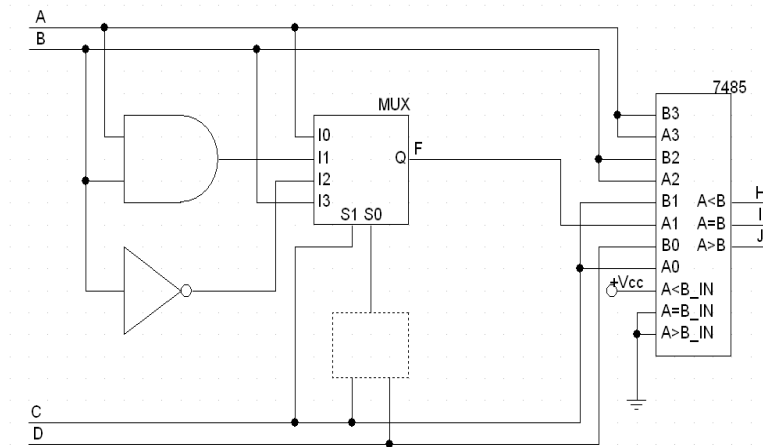 A
B
MUX
I0
I1
I2
I3
Q
F
S1 S0
7485
B3
A3
B2
A2
B1
A1
B0
A0
A<B
A=B
A>B
H
I
J
+Vcc
A<B_IN
A=B_IN
A>B_IN
C
D